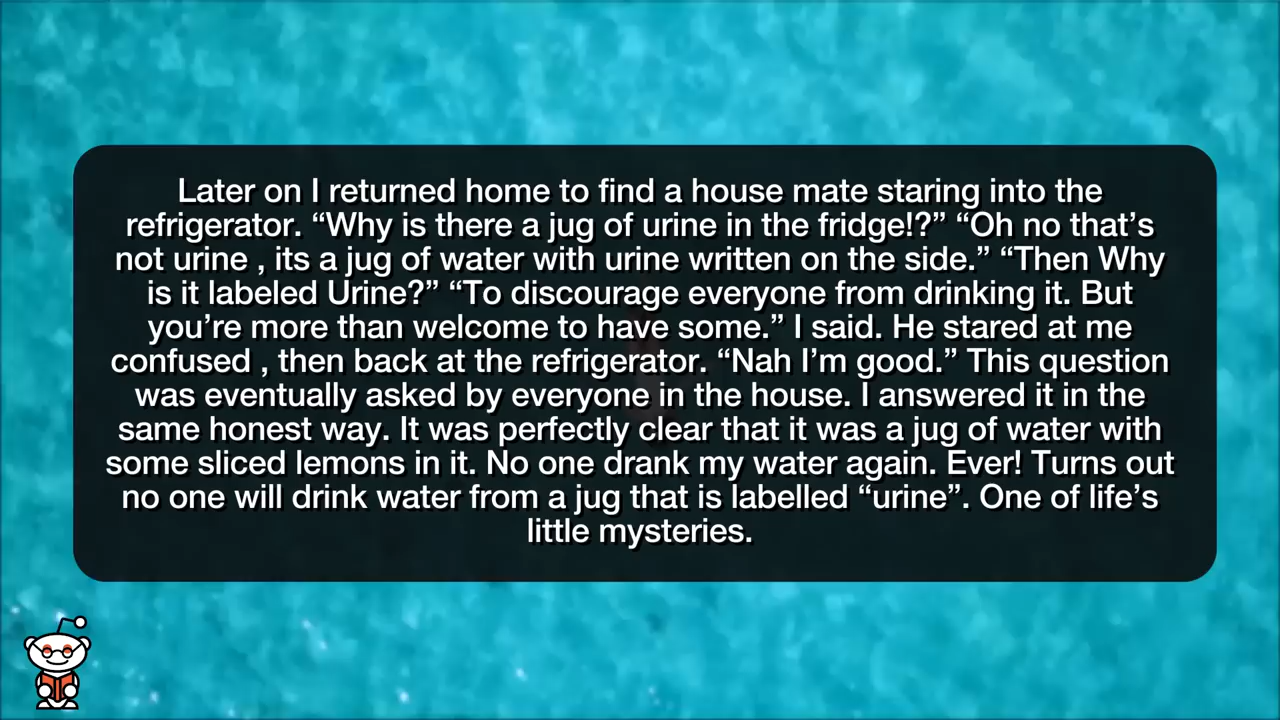 Later on I returned home to find a house mate staring into the
refrigerator. “Why is there a jug of urine in the fridge!?” “Oh no that’s
not urine , its a jug of water with urine written on the side.” “Then Why
is it labeled Urine?” “To discourage everyone from drinking it. But
you’re more than welcome to have some.” I said. He stared at me
confused , then back at the refrigerator. “Nah I’m good.” This question
was eventually asked by everyone in the house. I answered it in the
same honest way. It was perfectly clear that it was a jug of water with
some sliced lemons in it. No one drank my water again. Ever! Turns out
no one will drink water from a jug that is labelled “urine”. One of life’s
little mysteries.